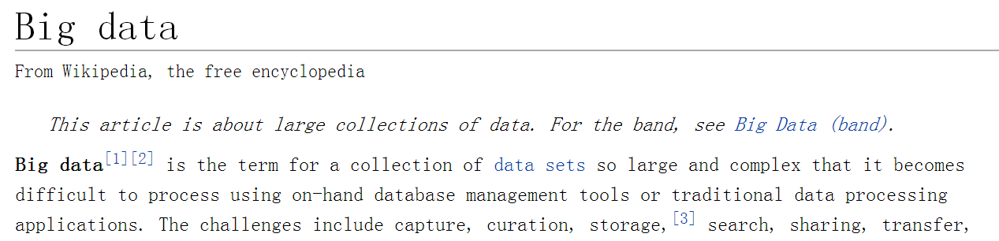 Big data
From Wikipedia, the free encyclopedia
This article is about large collections of data. For the band, see Big Data (band).
Big data[1][2] is the term for a collection of data sets so large and complex that it becomes
difficult to process using on-hand database management tools or traditional data processing
applications. The challenges include capture, curation, storage,[3] search, sharing, transfer,